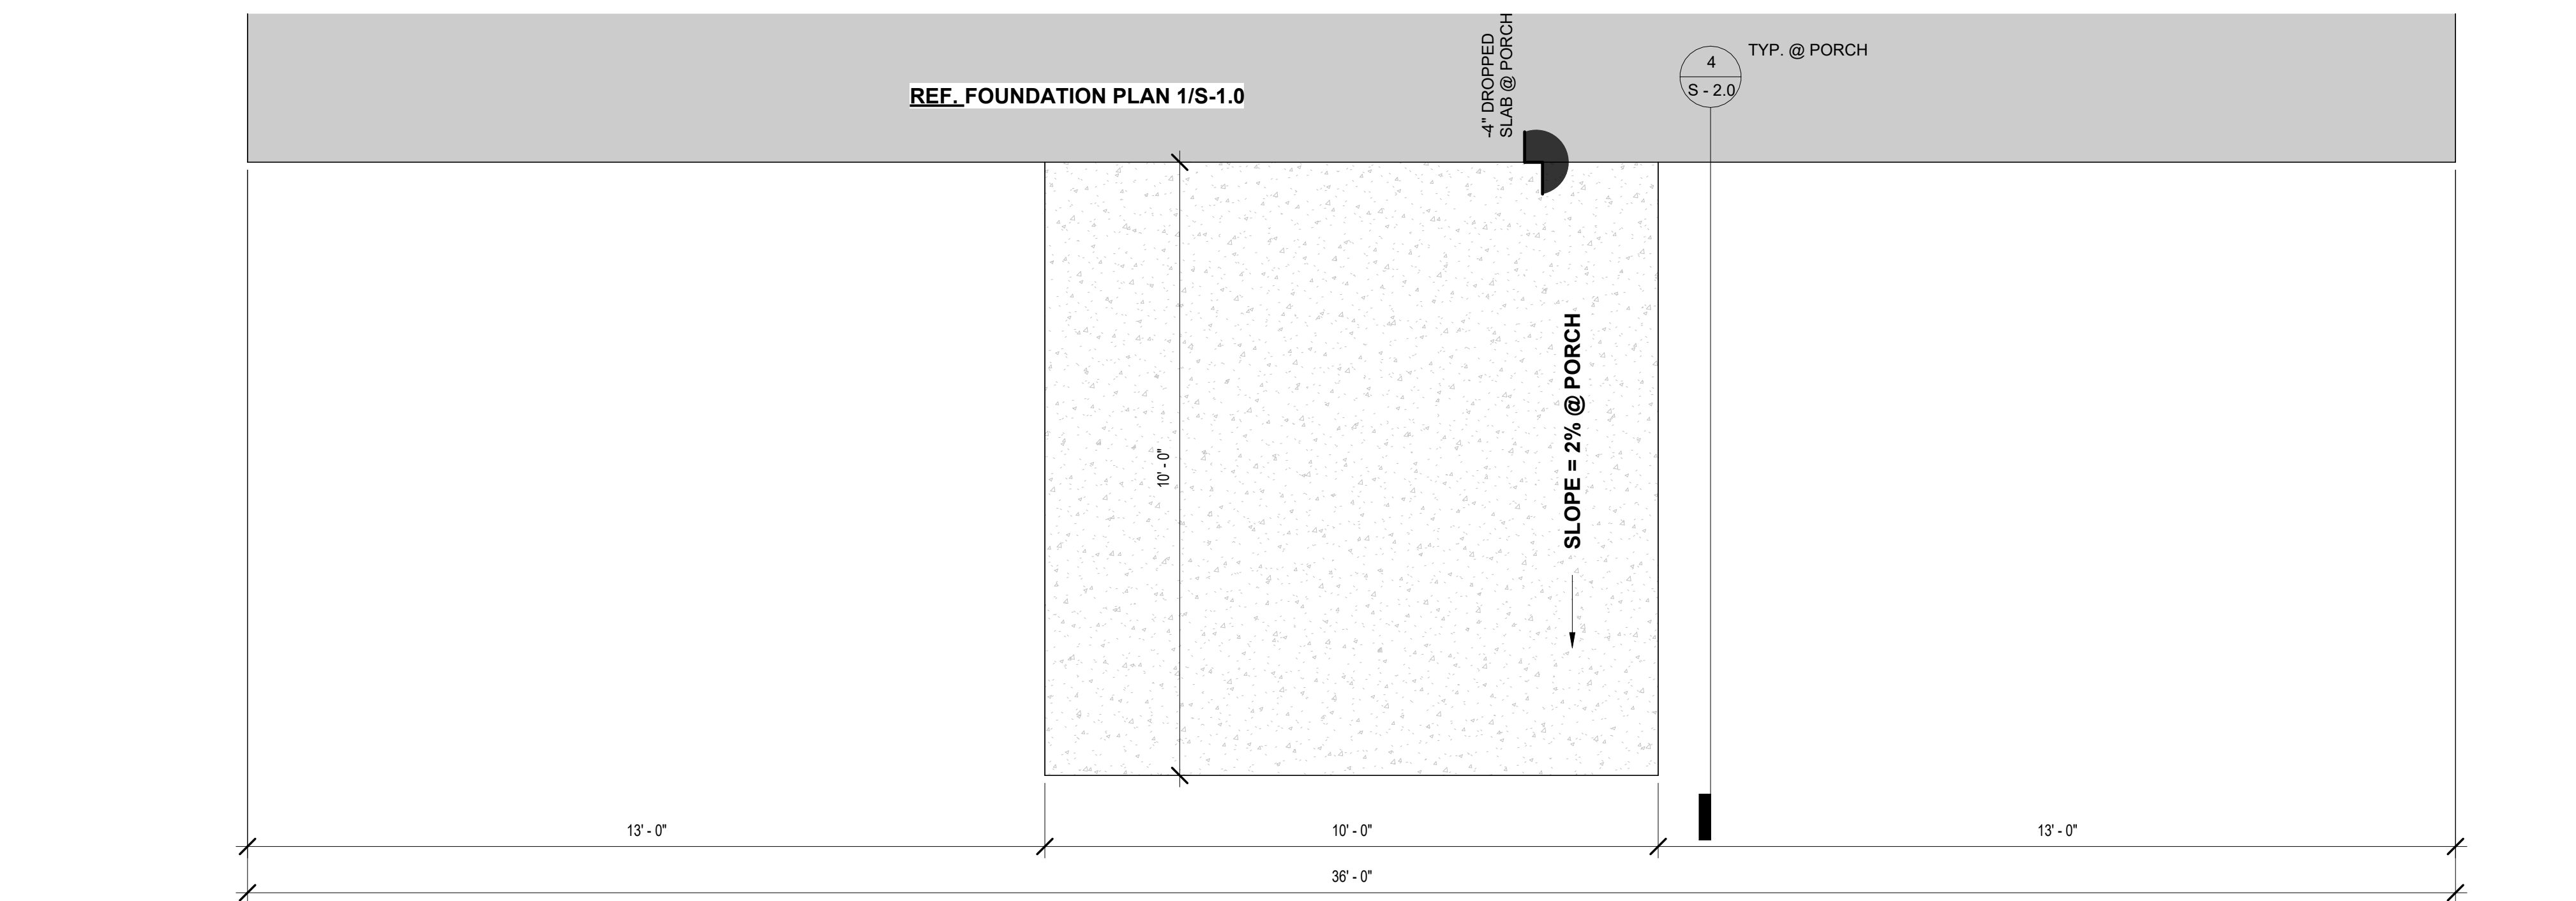 -4" DROPPED
SLAB @ PORCH
4
S - 2.0
TYP. @ PORCH
REF. FOUNDATION PLAN 1/S-1.0
10' - 0"
SLOPE = 2% @ PORCH
13' - 0"
10' - 0"
13' - 0"
36' - 0"